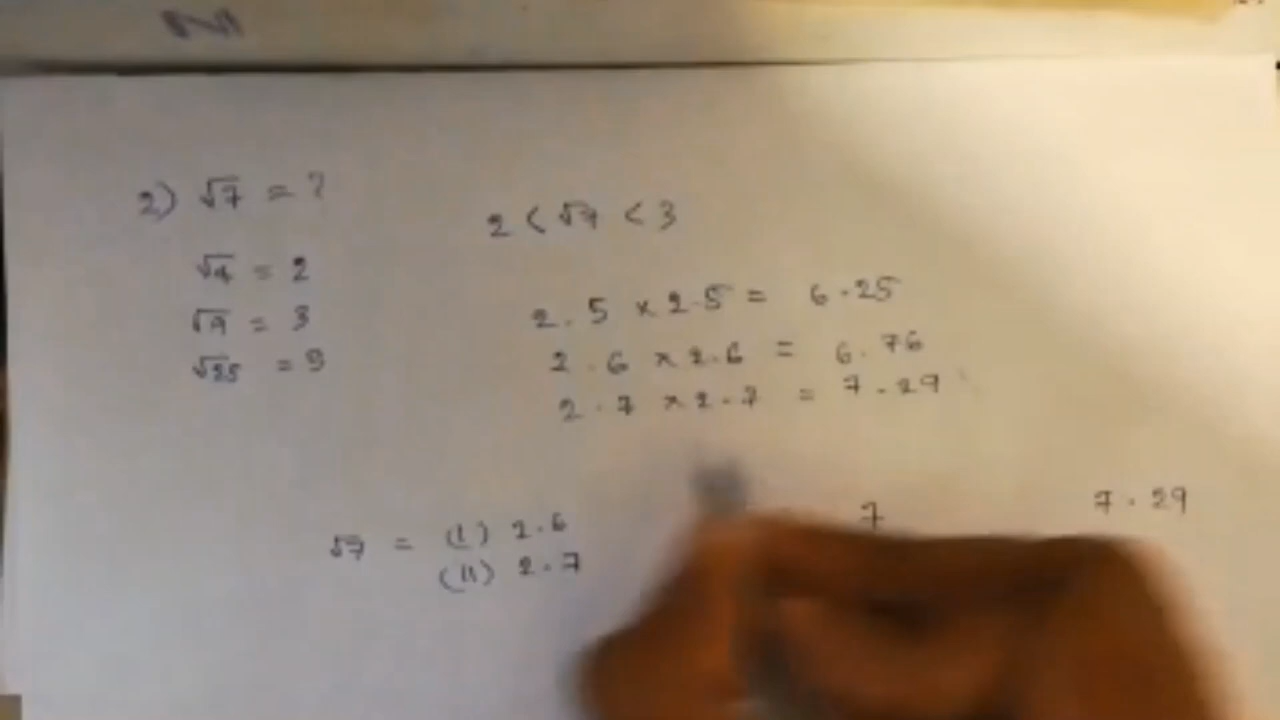 2) √7 = ?
√4 = 2
√9 = 3
√25 = 5
2 < √7 < 3
2.5 × 2.5 = 6.25
2.6 × 2.6 = 6.76
2.7 × 2.7 = 7.29
√7 = (I) 2.6
(II) 2.7
7 7.29